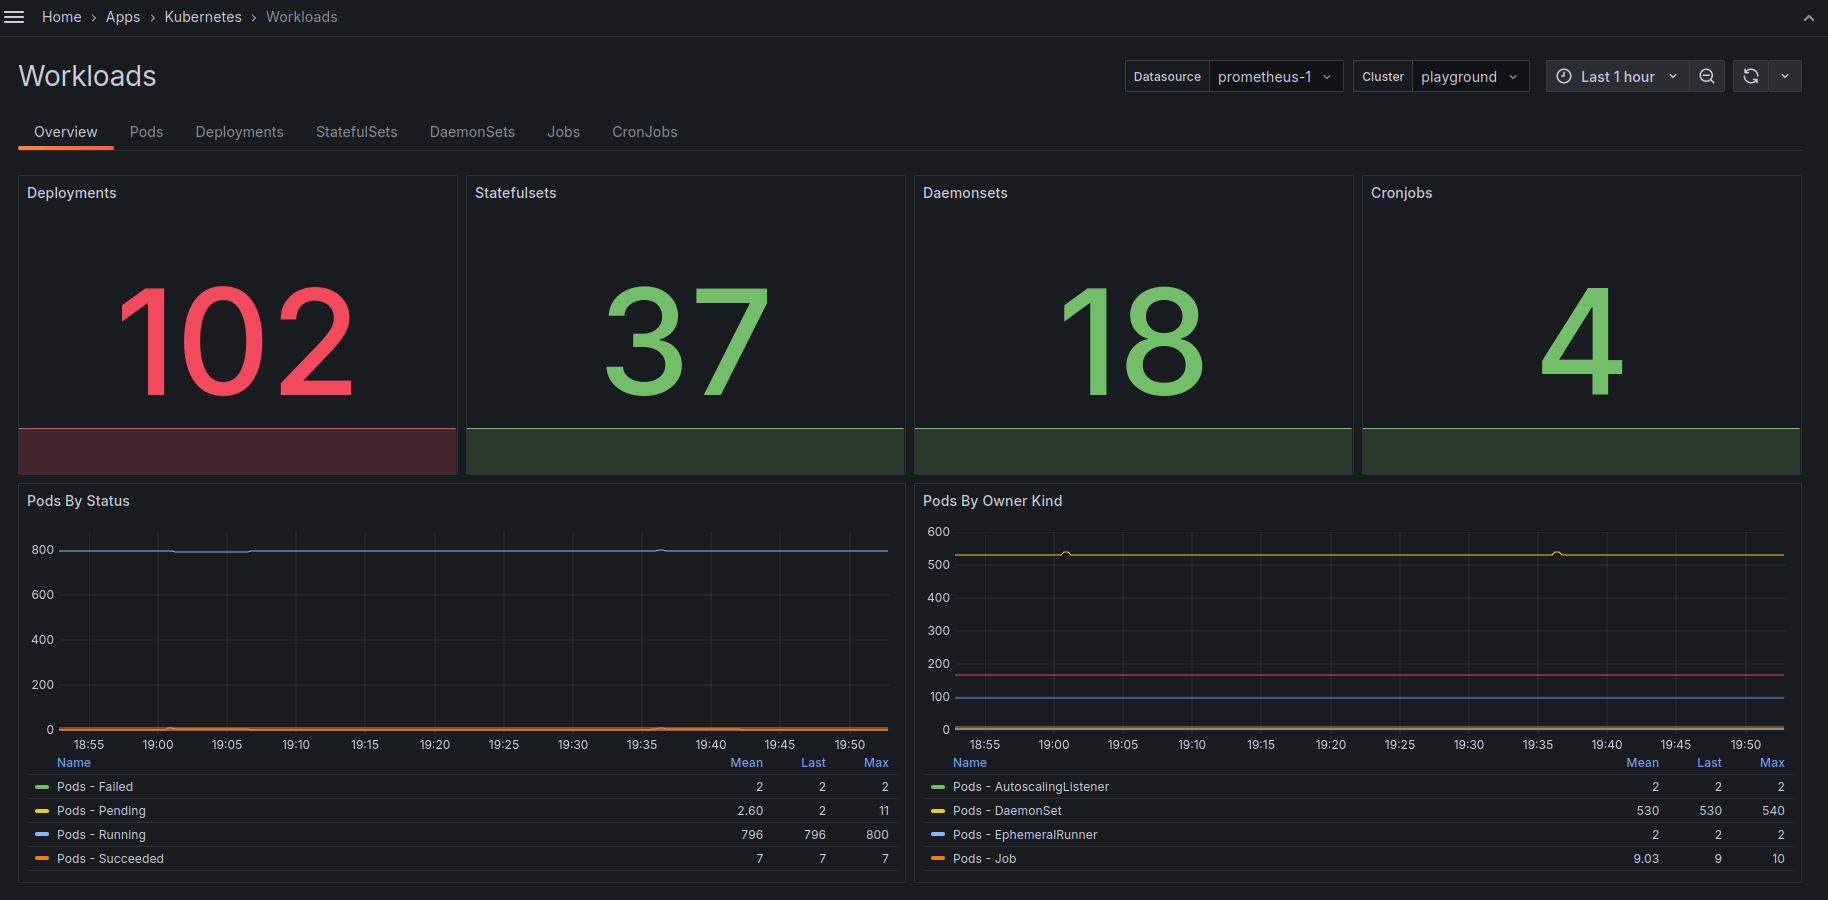 Home › Apps › Kubernetes › Workloads
Workloads
Datasource prometheus-1 Cluster playground Last 1 hour
Overview Pods Deployments StatefulSets DaemonSets Jobs CronJobs
Deployments
102
Statefulsets
37
Daemonsets
18
Cronjobs
4
Pods By Status
800
600
400
200
0
18:55 19:00 19:05 19:10 19:15 19:20 19:25 19:30 19:35 19:40 19:45 19:50
Name Mean Last Max
Pods - Failed 2 2 2
Pods - Pending 2.60 2 11
Pods - Running 796 796 800
Pods - Succeeded 7 7 7
Pods By Owner Kind
600
500
400
300
200
100
0
18:55 19:00 19:05 19:10 19:15 19:20 19:25 19:30 19:35 19:40 19:45 19:50
Name Mean Last Max
Pods - AutoscalingListener 2 2 2
Pods - DaemonSet 530 530 540
Pods - EphemeralRunner 2 2 2
Pods - Job 9.03 9 10